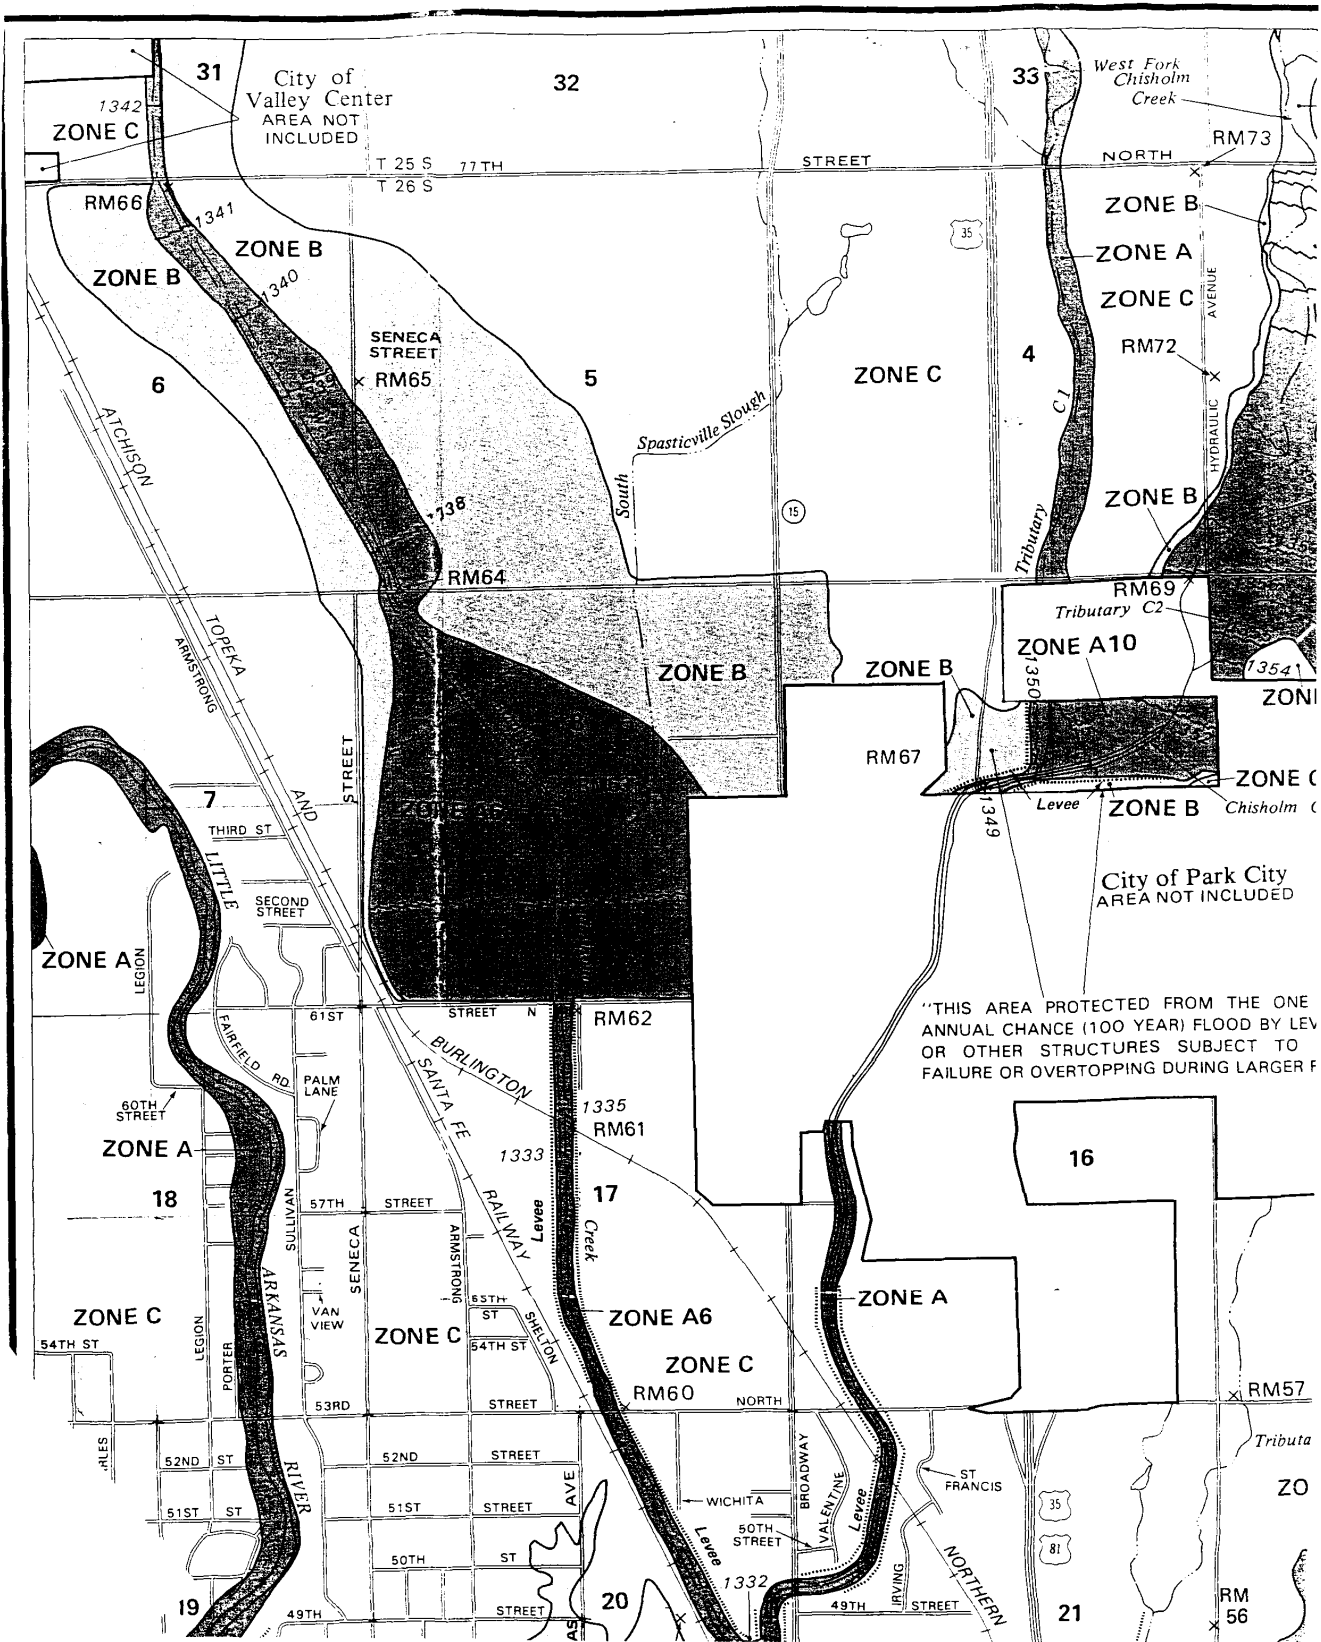 31
City of
Valley Center
AREA NOT
INCLUDED
32
33
West Fork
Chisholm
Creek
1342
ZONE C
T 25 S
77TH
STREET
NORTH
RM73
T 26 S
RM66
1341
ZONE B
ZONE B
35
ZONE B
ZONE A
ZONE C
AVENUE
1340
SENECA
STREET
RM65
6
5
ZONE C
4
RM72
C1
HYDRAULIC
ATCHISON
Spasticville Slough
South
738
15
ZONE B
Tributary
RM64
RM69
Tributary C2
TOPEKA
ARMSTRONG
ZONE A10
ZONE B
ZONE B
1350
1354
ZON
STREET
RM67
ZONE C
7
AND
Levee
ZONE B
Chisholm C
1349
THIRD ST
LITTLE
SECOND
STREET
City of Park City
AREA NOT INCLUDED
ZONE A
LEGION
61ST
STREET N
RM62
"THIS AREA PROTECTED FROM THE ONE
ANNUAL CHANCE (100 YEAR) FLOOD BY LEV
OR OTHER STRUCTURES SUBJECT TO
FAILURE OR OVERTOPPING DURING LARGER F
FAIRFIELD RD
BURLINGTON
SANTA FE
PALM
LANE
60TH
STREET
1335
RM61
ZONE A
1333
16
18
17
57TH
STREET
SULLIVAN
RAILWAY
Levee
Creek
SENECA
ARMSTRONG
ARKANSAS
ZONE A
65TH
ST
VAN
VIEW
ZONE C
ZONE C
ZONE A6
SHELTON
54TH ST
54TH ST
LEGION
PORTER
ZONE C
RM60
RM57
53RD
STREET
NORTH
Tributa
52ND ST
52ND
STREET
RIVER
AVE
BROADWAY
VALENTINE
Levee
ST
FRANCIS
ZO
51ST ST
51ST
STREET
WICHITA
35
50TH
STREET
81
50TH
ST
Levee
NORTHERN
1332
IRVING
19
49TH
STREET
20
49TH
STREET
21
RM
56